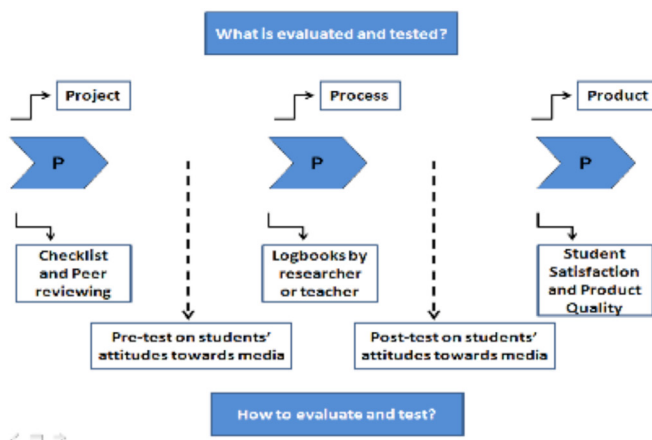 What is evaluated and tested?
Project
Process
Product
P
P
P
Checklist
and Peer
reviewing
Logbooks by
researcher
or teacher
Student
Satisfaction
and Product
Quality
Pre-test on students'
attitudes towards media
Post-test on students'
attitudes towards media
How to evaluate and test?